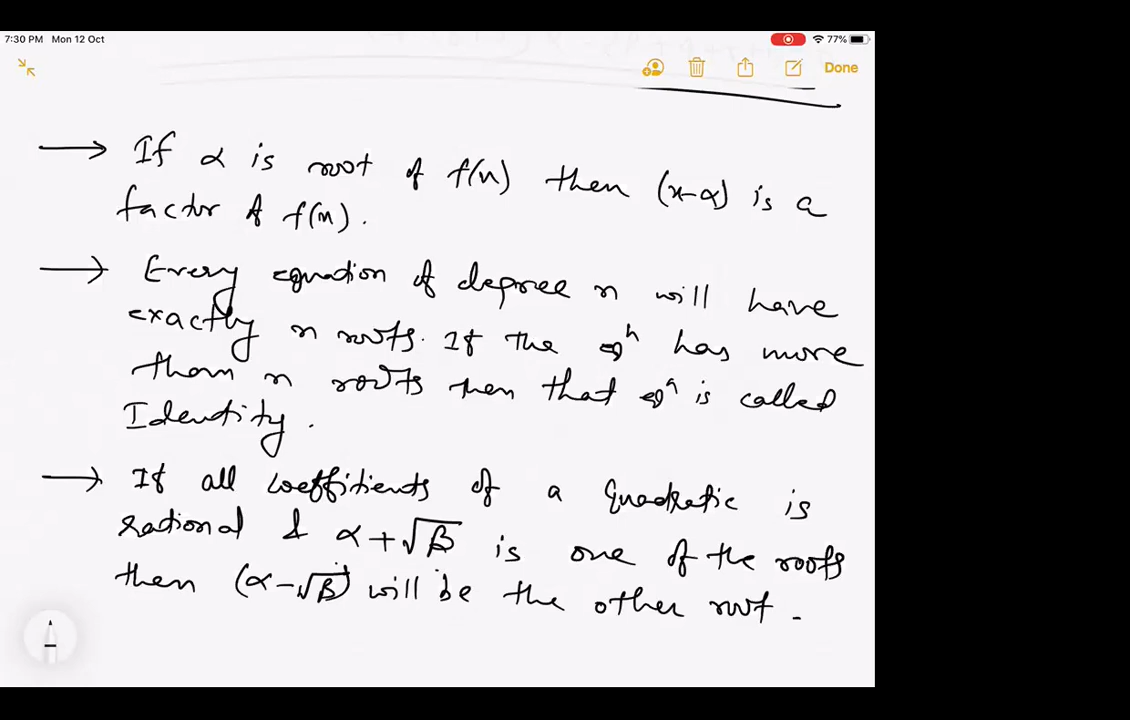 7:30 PM Mon 12 Oct
77%
Done
→ If α is root of f(x) then (x-α) is a
factor of f(x).
→ Every equation of degree n will have
exactly n roots. If the eqn has more
than n roots then that eqn is called
Identity.
→ If all coeffitients of a quadratic is
rational & α+√β is one of the roots
then (α-√β) will be the other root.